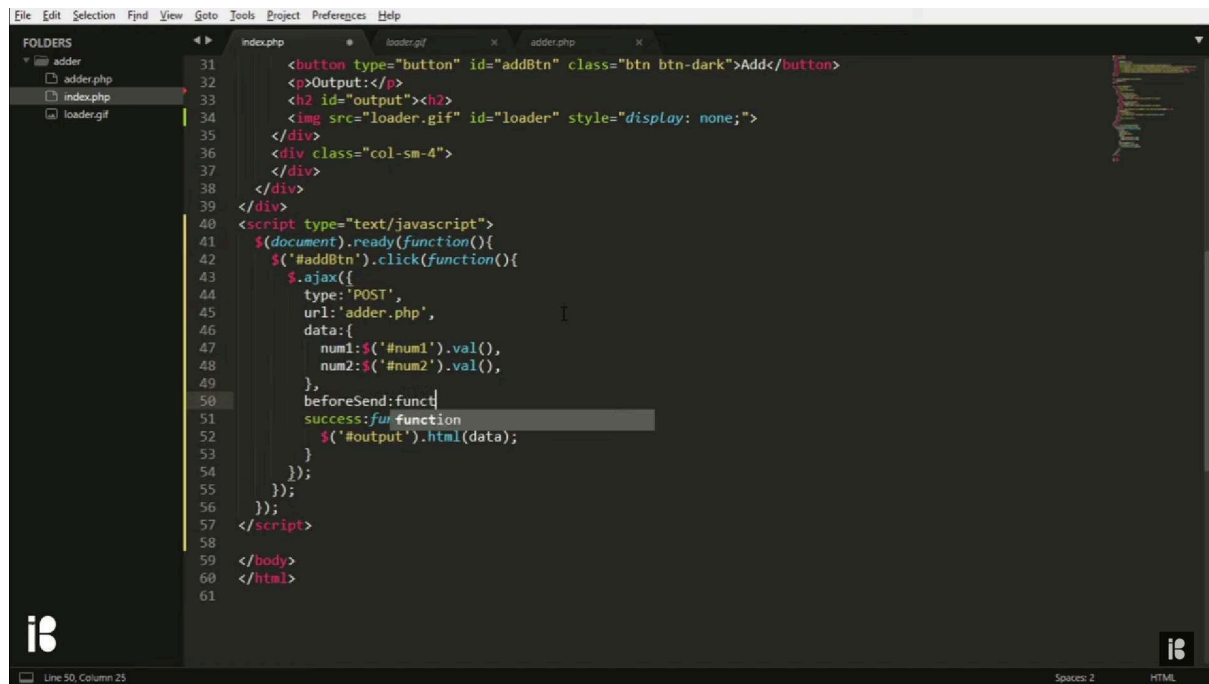 File Edit Selection Find View Goto Tools Project Preferences Help
FOLDERS
adder
adder.php
index.php
loader.gif
index.php loader.gif adder.php
31 <button type="button" id="addBtn" class="btn btn-dark">Add</button>
32 <p>Output:</p>
33 <h2 id="output"><h2>
34 <img src="loader.gif" id="loader" style="display: none;">
35 </div>
36 <div class="col-sm-4">
37 </div>
38 </div>
39 </div>
40 <script type="text/javascript">
41 $(document).ready(function(){
42 $('#addBtn').click(function(){
43 $.ajax({
44 type:'POST',
45 url:'adder.php',
46 data:{
47 num1:$('#num1').val(),
48 num2:$('#num2').val(),
49 },
50 beforeSend:funct
51 success:fun function
52 $('#output').html(data);
53 }
54 });
55 });
56 });
57 </script>
58
59 </body>
60 </html>
61
Line 50, Column 25 Spaces: 2 HTML